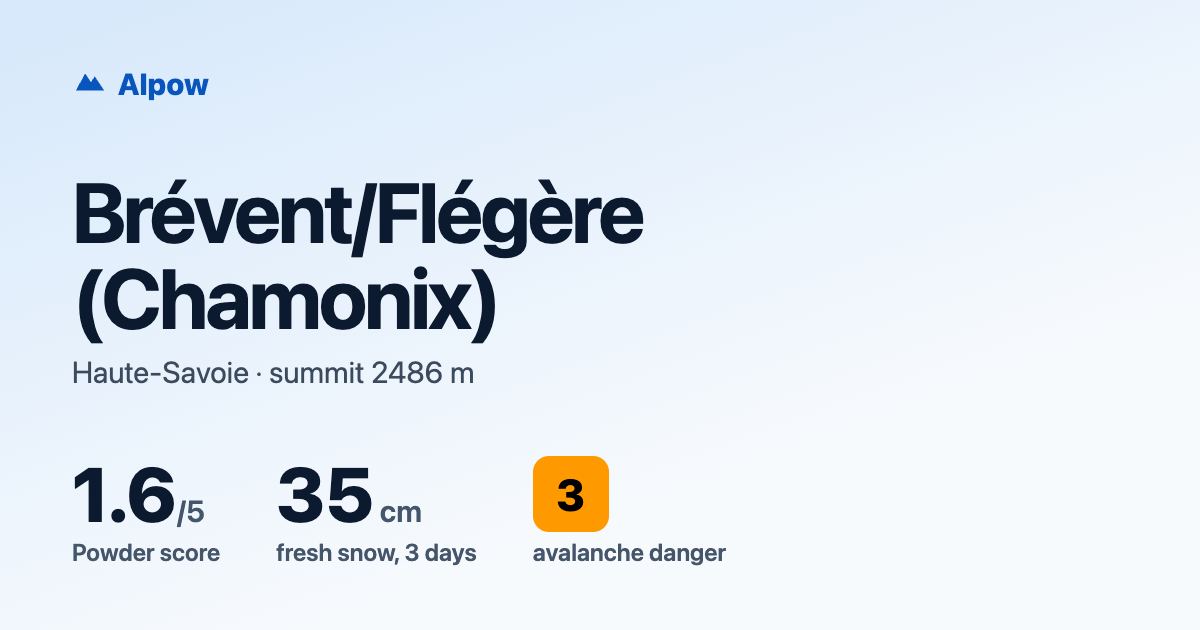 Alpow
Brévent/Flégère
(Chamonix)
Haute-Savoie · summit 2486 m
1.6/5 35 cm 3
Powder score fresh snow, 3 days avalanche danger